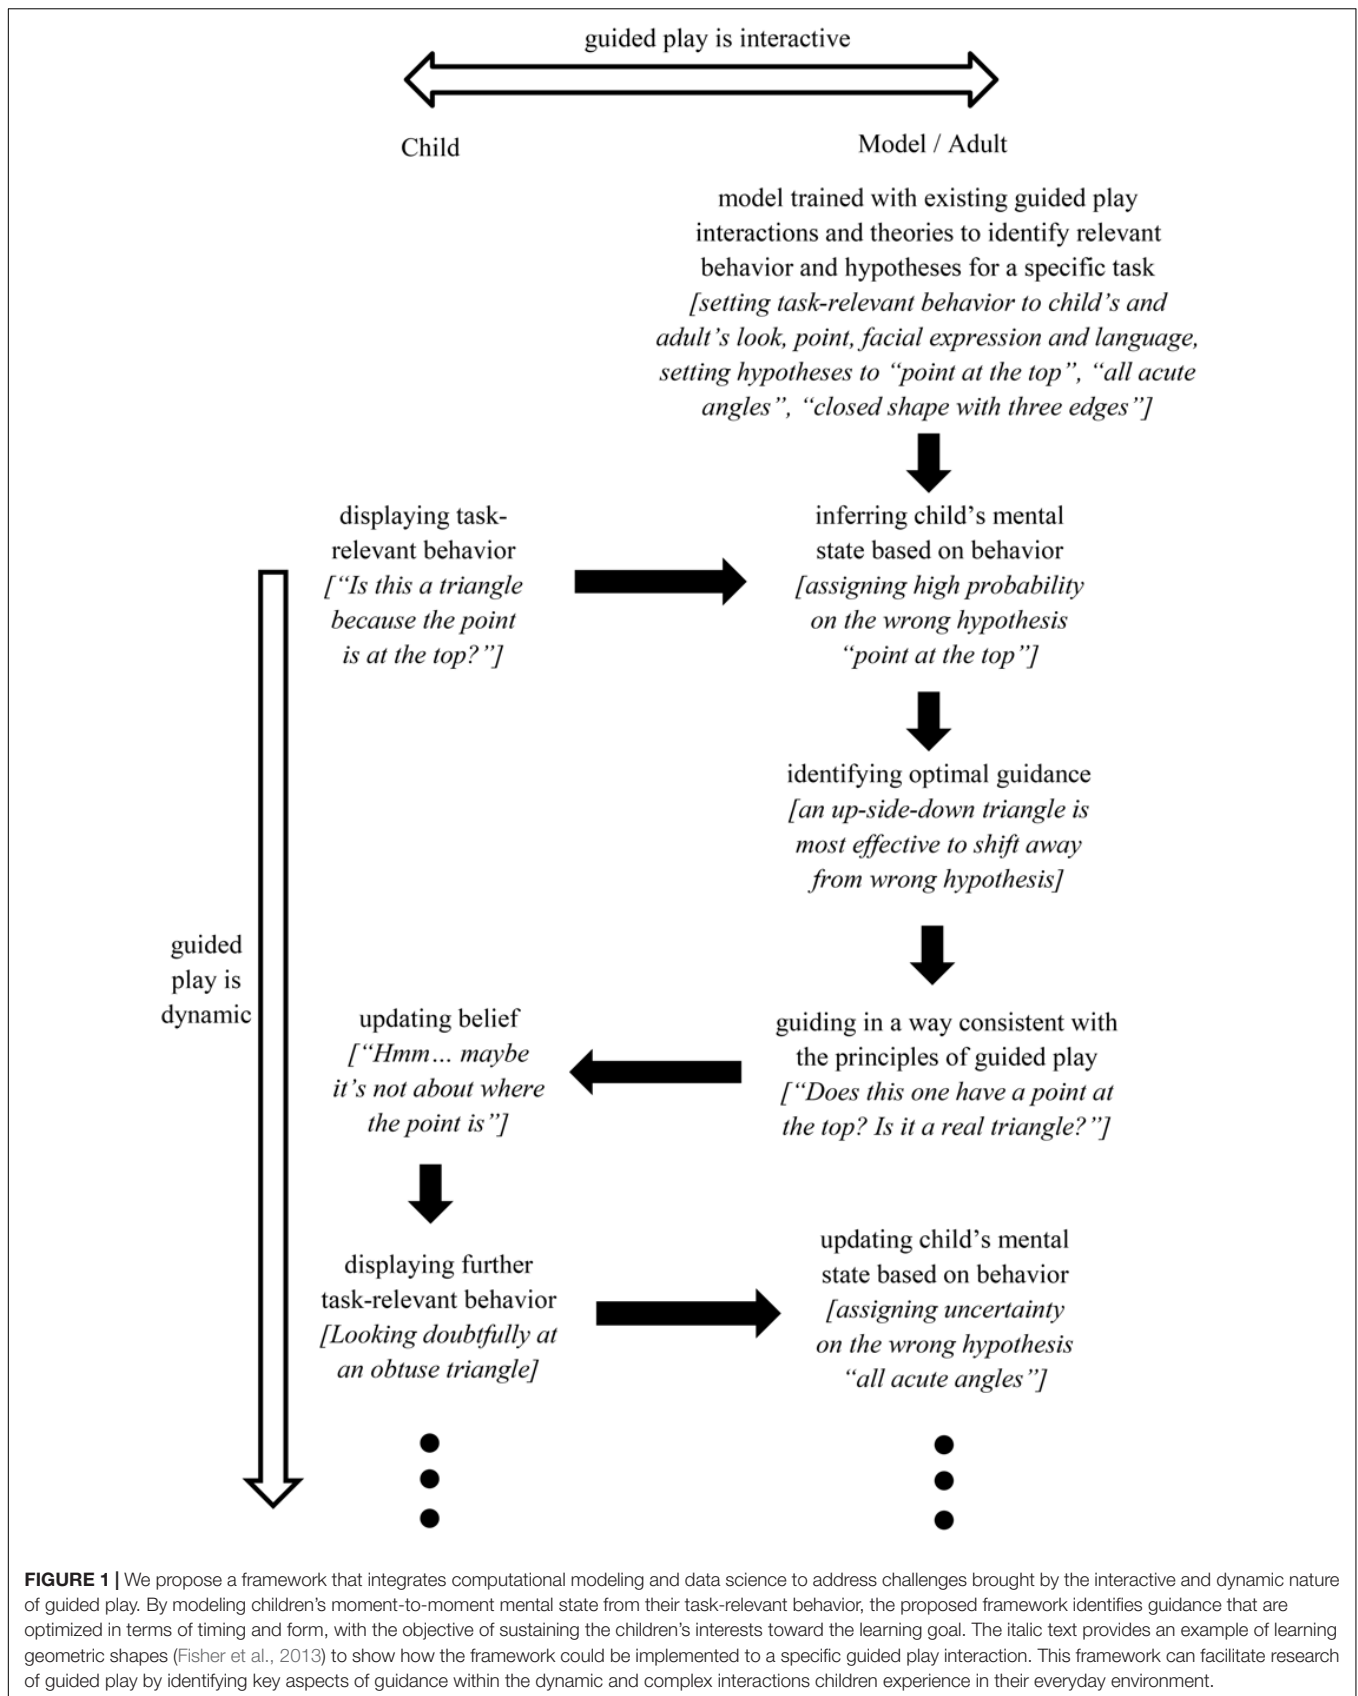 guided play is interactive
Child
Model / Adult
model trained with existing guided play
interactions and theories to identify relevant
behavior and hypotheses for a specific task
[setting task-relevant behavior to child’s and
adult’s look, point, facial expression and language,
setting hypotheses to “point at the top”, “all acute
angles”, “closed shape with three edges”]
displaying task-
relevant behavior
[“Is this a triangle
because the point
is at the top?”]
inferring child’s mental
state based on behavior
[assigning high probability
on the wrong hypothesis
“point at the top”]
identifying optimal guidance
[an up-side-down triangle is
most effective to shift away
from wrong hypothesis]
guided
play is
dynamic
guiding in a way consistent with
the principles of guided play
[“Does this one have a point at
the top? Is it a real triangle?”]
updating belief
[“Hmm… maybe
it’s not about where
the point is”]
displaying further
task-relevant behavior
[Looking doubtfully at
an obtuse triangle]
updating child’s mental
state based on behavior
[assigning uncertainty
on the wrong hypothesis
“all acute angles”]
FIGURE 1 | We propose a framework that integrates computational modeling and data science to address challenges brought by the interactive and dynamic nature
of guided play. By modeling children’s moment-to-moment mental state from their task-relevant behavior, the proposed framework identifies guidance that are
optimized in terms of timing and form, with the objective of sustaining the children’s interests toward the learning goal. The italic text provides an example of learning
geometric shapes (Fisher et al., 2013) to show how the framework could be implemented to a specific guided play interaction. This framework can facilitate research
of guided play by identifying key aspects of guidance within the dynamic and complex interactions children experience in their everyday environment.